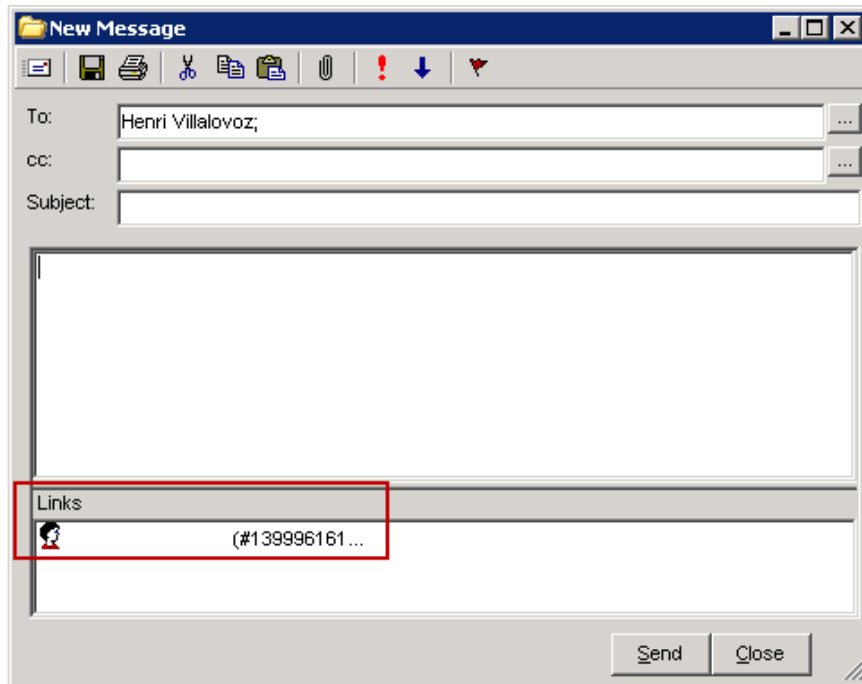 New Message
To:
Henri Villalovoz;
...
cc:
...
Subject:
Links
(#139996161...
Send
Close